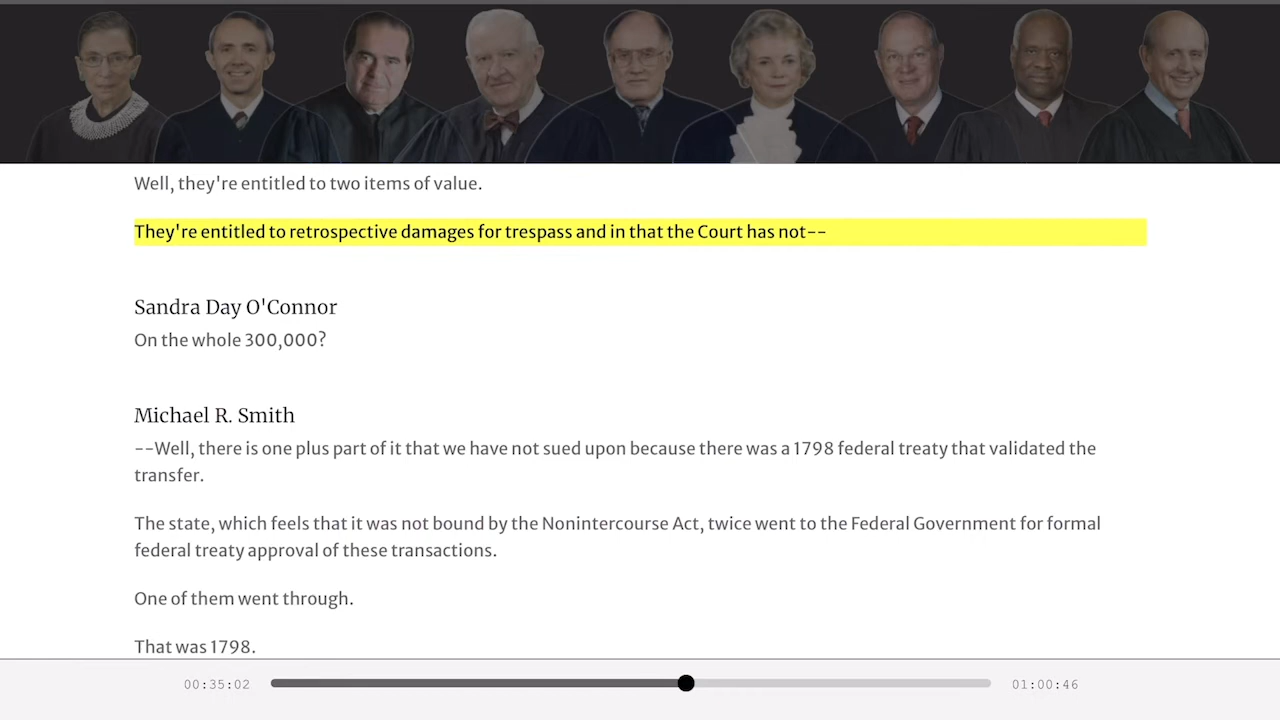 Well, they're entitled to two items of value.
They're entitled to retrospective damages for trespass and in that the Court has not--
Sandra Day O'Connor
On the whole 300,000?
Michael R. Smith
--Well, there is one plus part of it that we have not sued upon because there was a 1798 federal treaty that validated the
transfer.
The state, which feels that it was not bound by the Nonintercourse Act, twice went to the Federal Government for formal
federal treaty approval of these transactions.
One of them went through.
That was 1798.
00:35:02
01:00:46